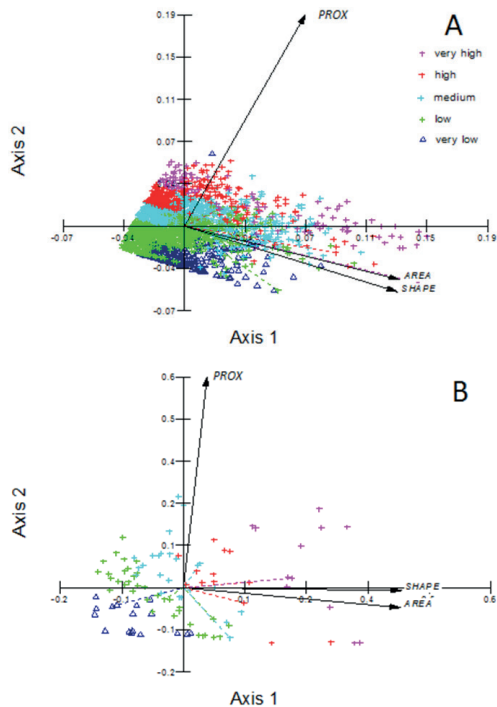 A
0.19
PROX
very high
high
medium
low
very low
0.15
0.11
0.07
Axis 2
-0.07
-0.04
0.07
0.11
0.15
0.19
AREA
SHAPE
-0.04
-0.07
Axis 1
B
0.6
PROX
0.5
0.4
0.2
0.1
Axis 2
-0.2
-0.1
0.1
0.2
0.4
0.6
SHAPE
AREA
-0.1
-0.2
Axis 1